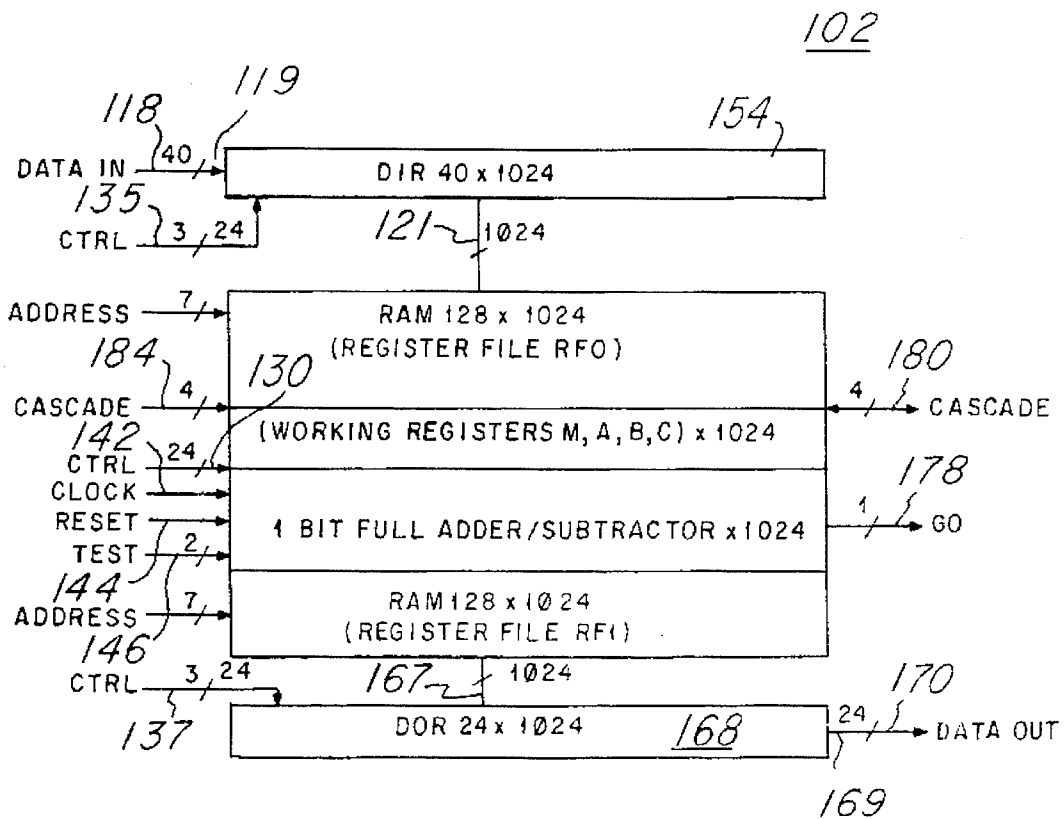 102
118
119
154
DATA IN 40
DIR 40 x 1024
135
CTRL 3 24
121
1024
ADDRESS 7
RAM 128 x 1024
(REGISTER FILE RF0)
184
130
180
CASCADE 4
4 CASCADE
142
(WORKING REGISTERS M, A, B, C) x 1024
CTRL 24
178
CLOCK
RESET
1 BIT FULL ADDER/SUBTRACTOR x 1024
1 GO
TEST 2
144
ADDRESS 7
RAM 128 x 1024
(REGISTER FILE RF1)
146
CTRL 3 24
167
1024
170
137
DOR 24 x 1024
168
24 DATA OUT
169